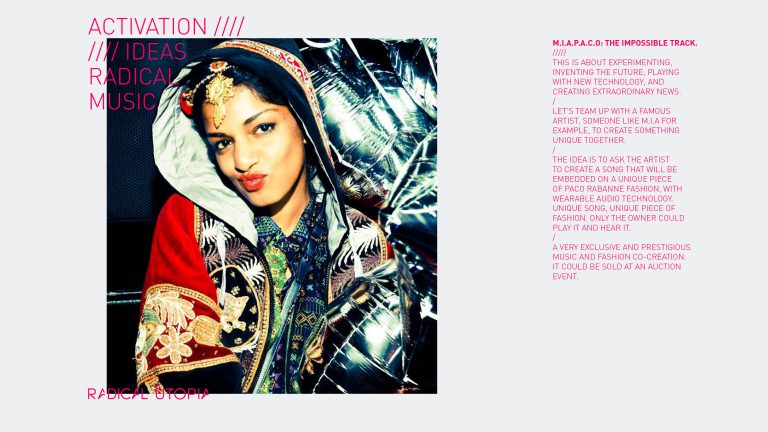 ACTIVATION ////
//// IDEAS
RADICAL
MUSIC
M.I.A.P.A.C.O: THE IMPOSSIBLE TRACK.
/////
THIS IS ABOUT EXPERIMENTING,
INVENTING THE FUTURE, PLAYING
WITH NEW TECHNOLOGY, AND
CREATING EXTRAORDINARY NEWS.
/
LET'S TEAM UP WITH A FAMOUS
ARTIST, SOMEONE LIKE M.I.A FOR
EXAMPLE, TO CREATE SOMETHING
UNIQUE TOGETHER.
/
THE IDEA IS TO ASK THE ARTIST
TO CREATE A SONG THAT WILL BE
EMBEDDED ON A UNIQUE PIECE
OF PACO RABANNE FASHION, WITH
WEARABLE AUDIO TECHNOLOGY.
UNIQUE SONG, UNIQUE PIECE OF
FASHION. ONLY THE OWNER COULD
PLAY IT AND HEAR IT.
/
A VERY EXCLUSIVE AND PRESTIGIOUS
MUSIC AND FASHION CO-CREATION.
IT COULD BE SOLD AT AN AUCTION
EVENT.
RADICAL UTOPIA